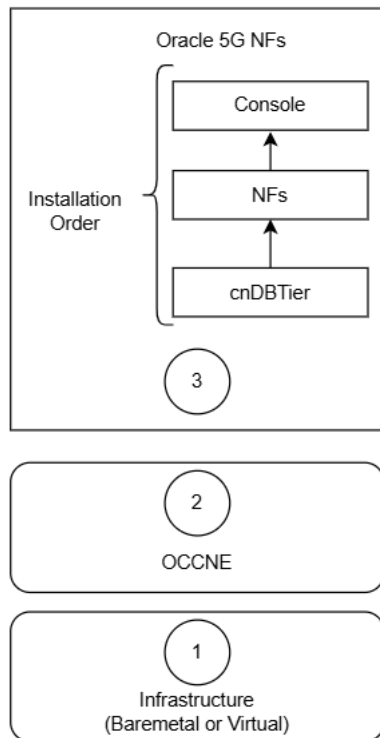 Oracle 5G NFs
Console
Installation
Order
NFs
cnDBTier
3
2
OCCNE
1
Infrastructure
(Baremetal or Virtual)